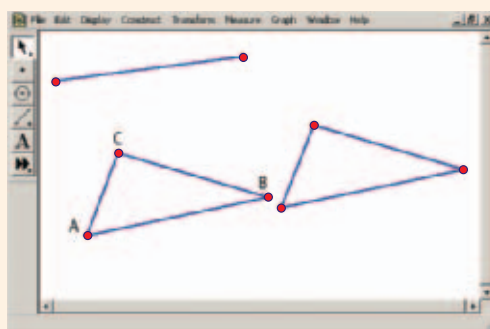 File Edit Display Construct Transform Measure Graph Window Help
C
B
A
A